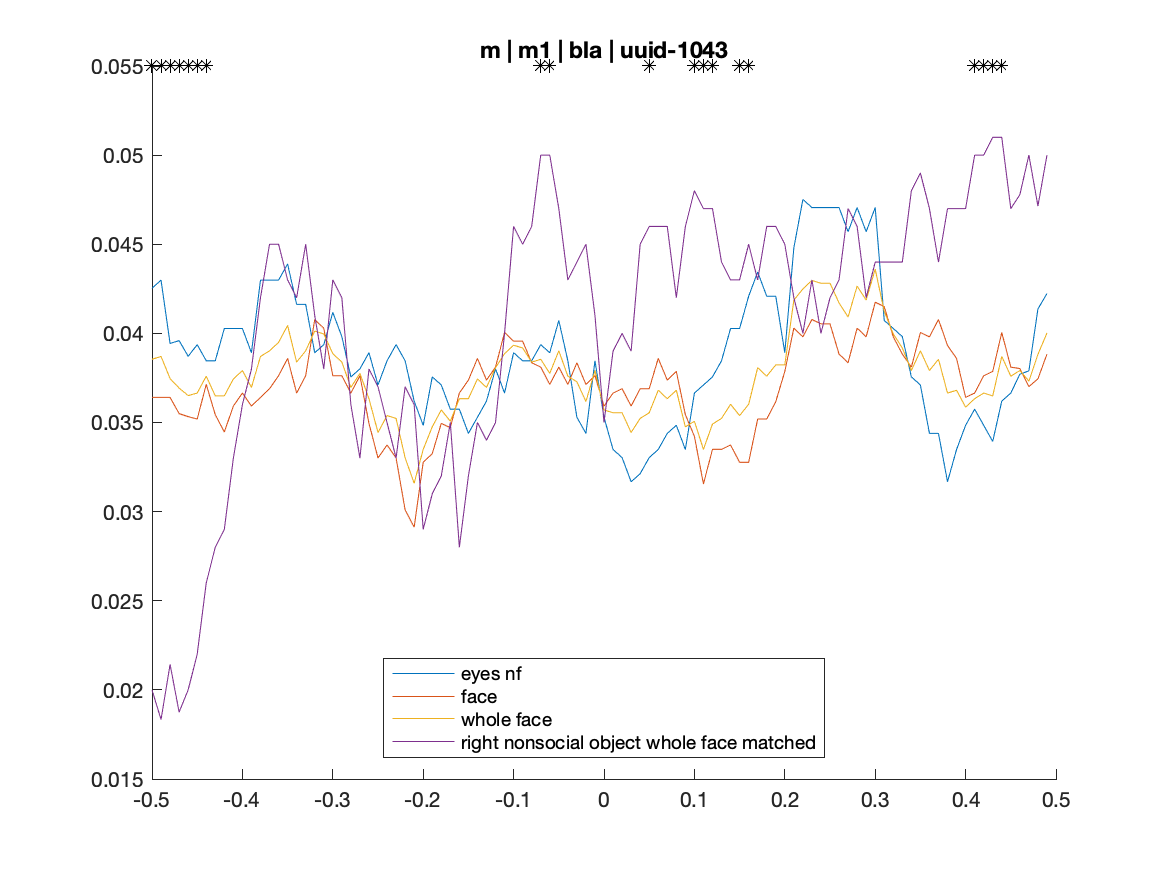 m | m1 | bla | uuid-1043
0.055
0.05
0.045
0.04
0.035
0.03
0.025
0.02
0.015
eyes nf
face
whole face
right nonsocial object whole face matched
-0.5 -0.4 -0.3 -0.2 -0.1 0 0.1 0.2 0.3 0.4 0.5